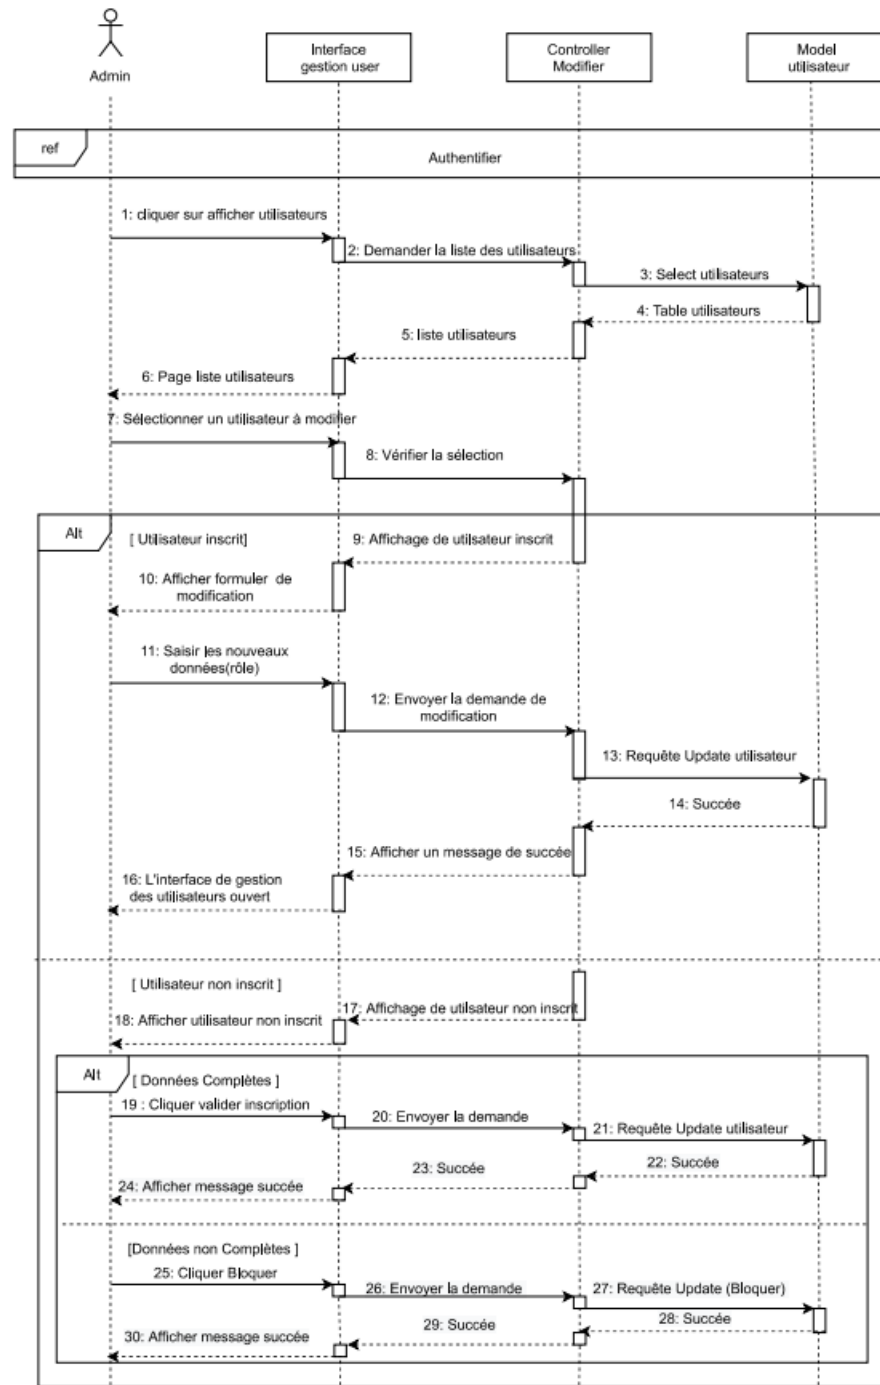 Admin
Interface
gestion user
Controller
Modifier
Model
utilisateur
ref
Authentifier
1: cliquer sur afficher utilisateurs
2: Demander la liste des utilisateurs
3: Select utilisateurs
4: Table utilisateurs
5: liste utilisateurs
6: Page liste utilisateurs
7: Sélectionner un utilisateur à modifier
8: Vérifier la sélection
Alt
[ Utilisateur inscrit]
9: Affichage de utilsateur inscrit
10: Afficher formuler de
modification
11: Saisir les nouveaux
données(rôle)
12: Envoyer la demande de
modification
13: Requête Update utilisateur
14: Succée
15: Afficher un message de succée
16: L'interface de gestion
des utilisateurs ouvert
[ Utilisateur non inscrit ]
17: Affichage de utilsateur non inscrit
18: Afficher utilisateur non inscrit
Alt
[ Données Complètes ]
19 : Cliquer valider inscription
20: Envoyer la demande
21: Requête Update utilisateur
22: Succée
23: Succée
24: Afficher message succée
[Données non Complètes ]
25: Cliquer Bloquer
26: Envoyer la demande
27: Requête Update (Bloquer)
28: Succée
29: Succée
30: Afficher message succée